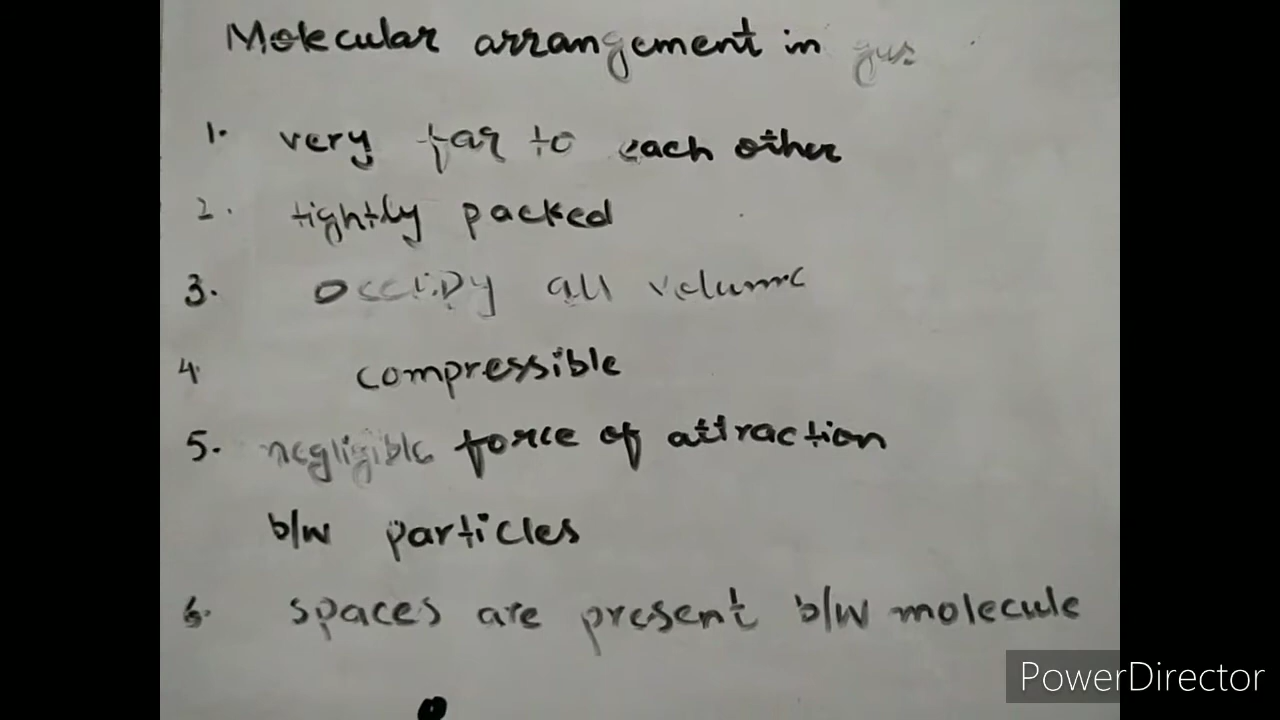 Molecular arrangement in gas
1. very far to each other
2. tightly packed
3. occupy all volume
4 compressible
5. negligible force of attraction
b/w particles
6. spaces are present b/w molecule
PowerDirector